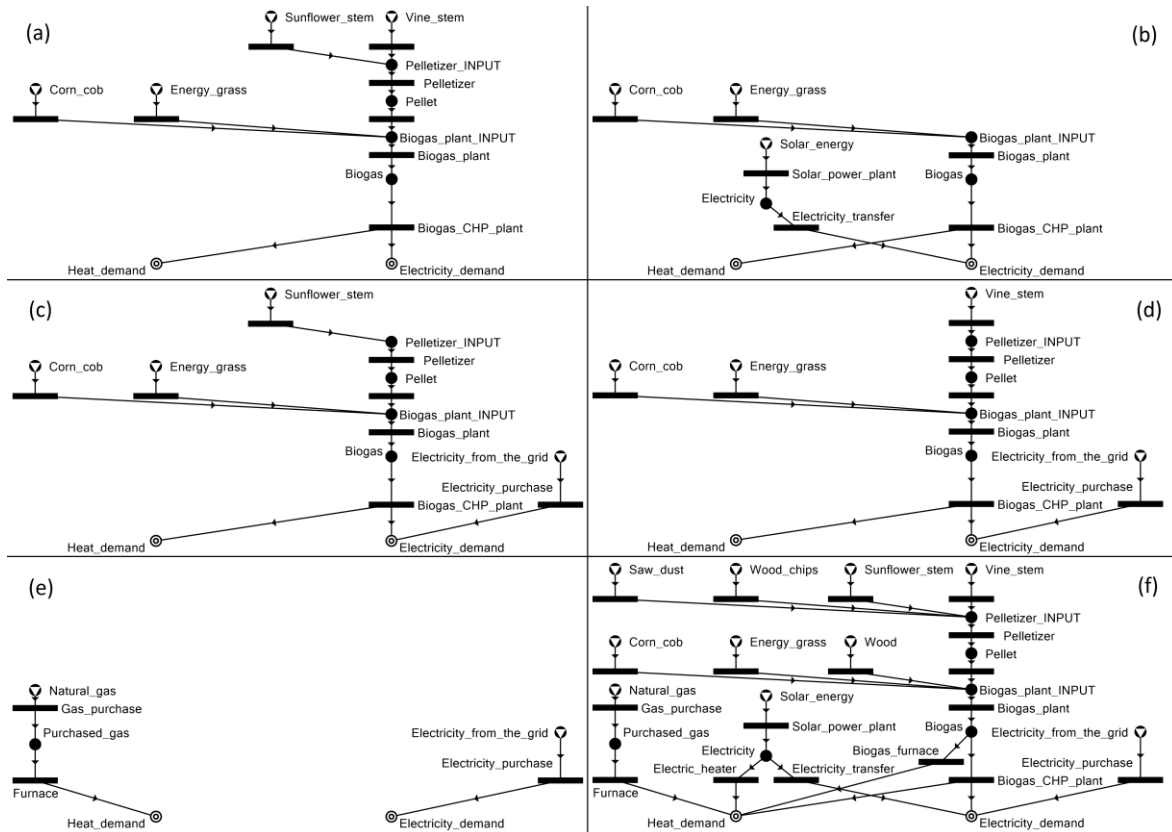 (a)
Sunflower_stem
Vine_stem
Pelletizer_INPUT
Pelletizer
Corn_cob
Energy_grass
Pellet
Biogas_plant_INPUT
Biogas_plant
Biogas
Biogas_CHP_plant
Heat_demand
Electricity_demand
(b)
Corn_cob
Energy_grass
Biogas_plant_INPUT
Solar_energy
Biogas_plant
Solar_power_plant
Biogas
Electricity
Electricity_transfer
Biogas_CHP_plant
Heat_demand
Electricity_demand
(c)
Sunflower_stem
Pelletizer_INPUT
Pelletizer
Corn_cob
Energy_grass
Pellet
Biogas_plant_INPUT
Biogas_plant
Biogas
Electricity_from_the_grid
Electricity_purchase
Biogas_CHP_plant
Heat_demand
Electricity_demand
(d)
Vine_stem
Pelletizer_INPUT
Pelletizer
Corn_cob
Energy_grass
Pellet
Biogas_plant_INPUT
Biogas_plant
Biogas
Electricity_from_the_grid
Electricity_purchase
Biogas_CHP_plant
Heat_demand
Electricity_demand
(e)
Natural_gas
Gas_purchase
Purchased_gas
Electricity_from_the_grid
Electricity_purchase
Furnace
Heat_demand
Electricity_demand
(f)
Saw_dust
Wood_chips
Sunflower_stem
Vine_stem
Pelletizer_INPUT
Pelletizer
Corn_cob
Energy_grass
Wood
Pellet
Biogas_plant_INPUT
Natural_gas
Solar_energy
Gas_purchase
Biogas_plant
Solar_power_plant
Biogas
Purchased_gas
Electricity_from_the_grid
Electricity
Biogas_furnace
Electric_heater
Electricity_transfer
Electricity_purchase
Biogas_CHP_plant
Furnace
Heat_demand
Electricity_demand